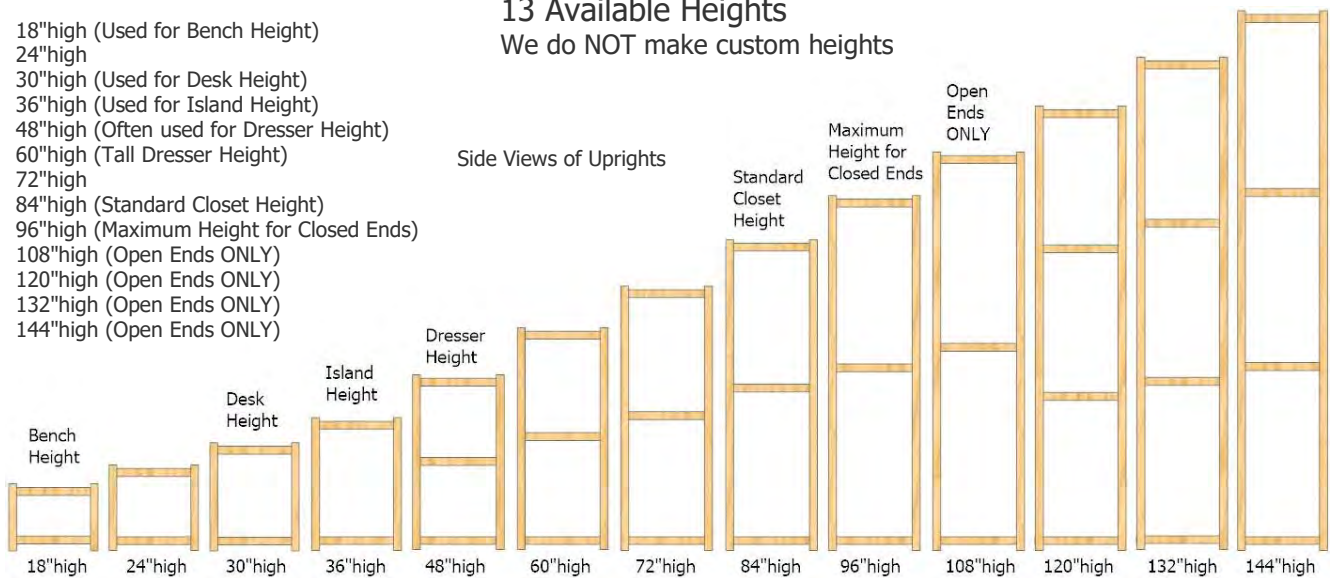 13 Available Heights
We do NOT make custom heights
18"high (Used for Bench Height)
24"high
30"high (Used for Desk Height)
36"high (Used for Island Height)
48"high (Often used for Dresser Height)
60"high (Tall Dresser Height)
72"high
84"high (Standard Closet Height)
96"high (Maximum Height for Closed Ends)
108"high (Open Ends ONLY)
120"high (Open Ends ONLY)
132"high (Open Ends ONLY)
144"high (Open Ends ONLY)
Side Views of Uprights
Bench
Height
Desk
Height
Island
Height
Dresser
Height
Standard
Closet
Height
Maximum
Height for
Closed Ends
Open
Ends
ONLY
18"high
24"high
30"high
36"high
48"high
60"high
72"high
84"high
96"high
108"high
120"high
132"high
144"high